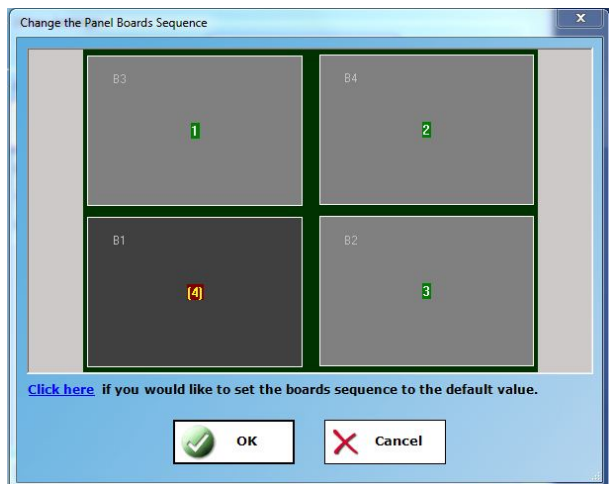 Change the Panel Boards Sequence
x
B3
B4
1
2
B1
B2
(4)
3
Click here if you would like to set the boards sequence to the default value.
OK
Cancel